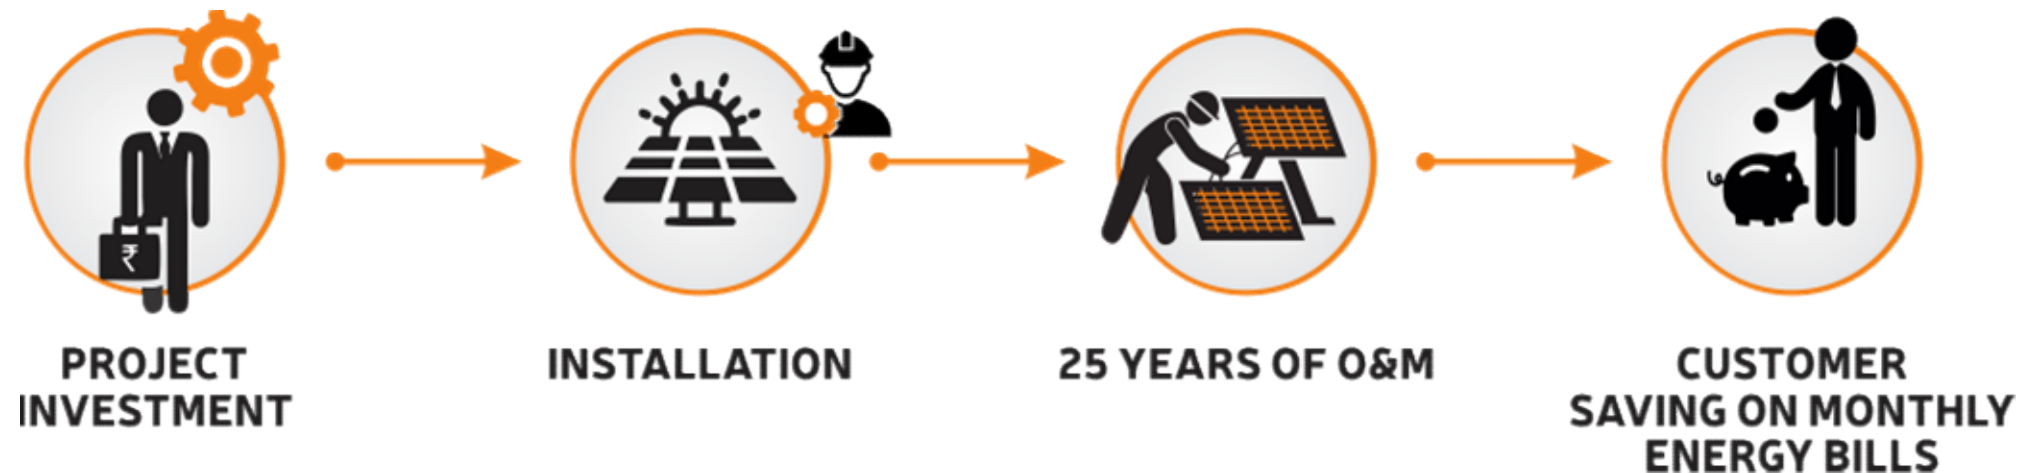 ₹
PROJECT
INVESTMENT
INSTALLATION
25 YEARS OF O&M
CUSTOMER
SAVING ON MONTHLY
ENERGY BILLS